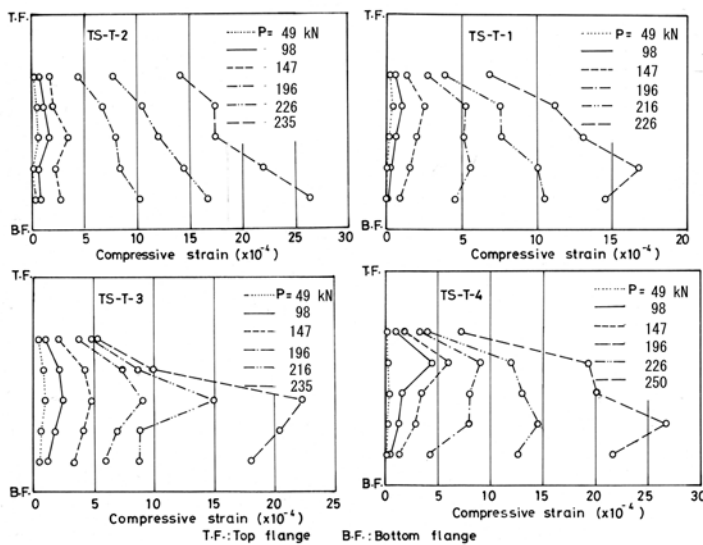 T.F.
TS-T-2
P= 49 kN
98
147
196
226
235
B.F.
0 5 10 15 20 25 30
Compressive strain (×10⁻⁴)
T.F.
TS-T-1
P= 49 kN
98
147
196
216
226
B.F.
0 5 10 15 20
Compressive strain (×10⁻⁴)
T.F.
TS-T-3
P= 49 kN
98
147
196
216
235
B.F.
0 5 10 15 20 25
Compressive strain (×10⁻⁴)
T.F.
TS-T-4
P= 49 kN
98
147
196
226
250
B.F.
0 5 10 15 20 25 30
Compressive strain (×10⁻⁴)
T.F.: Top flange B.F.: Bottom flange